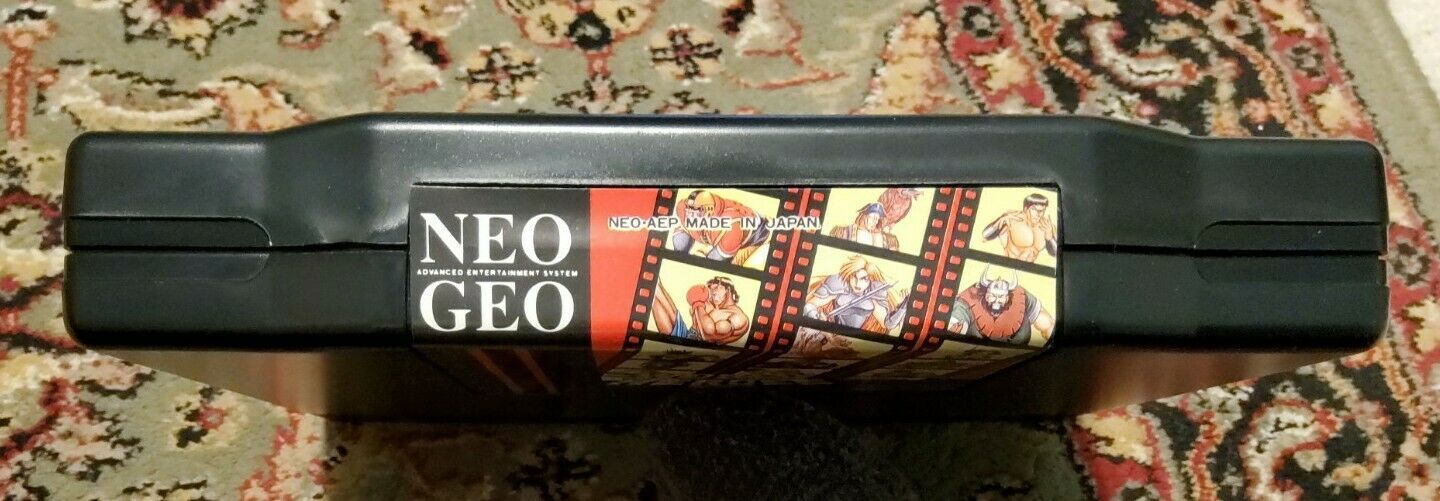 NEO
ADVANCED ENTERTAINMENT SYSTEM
GEO
NEO-AEP MADE IN JAPAN